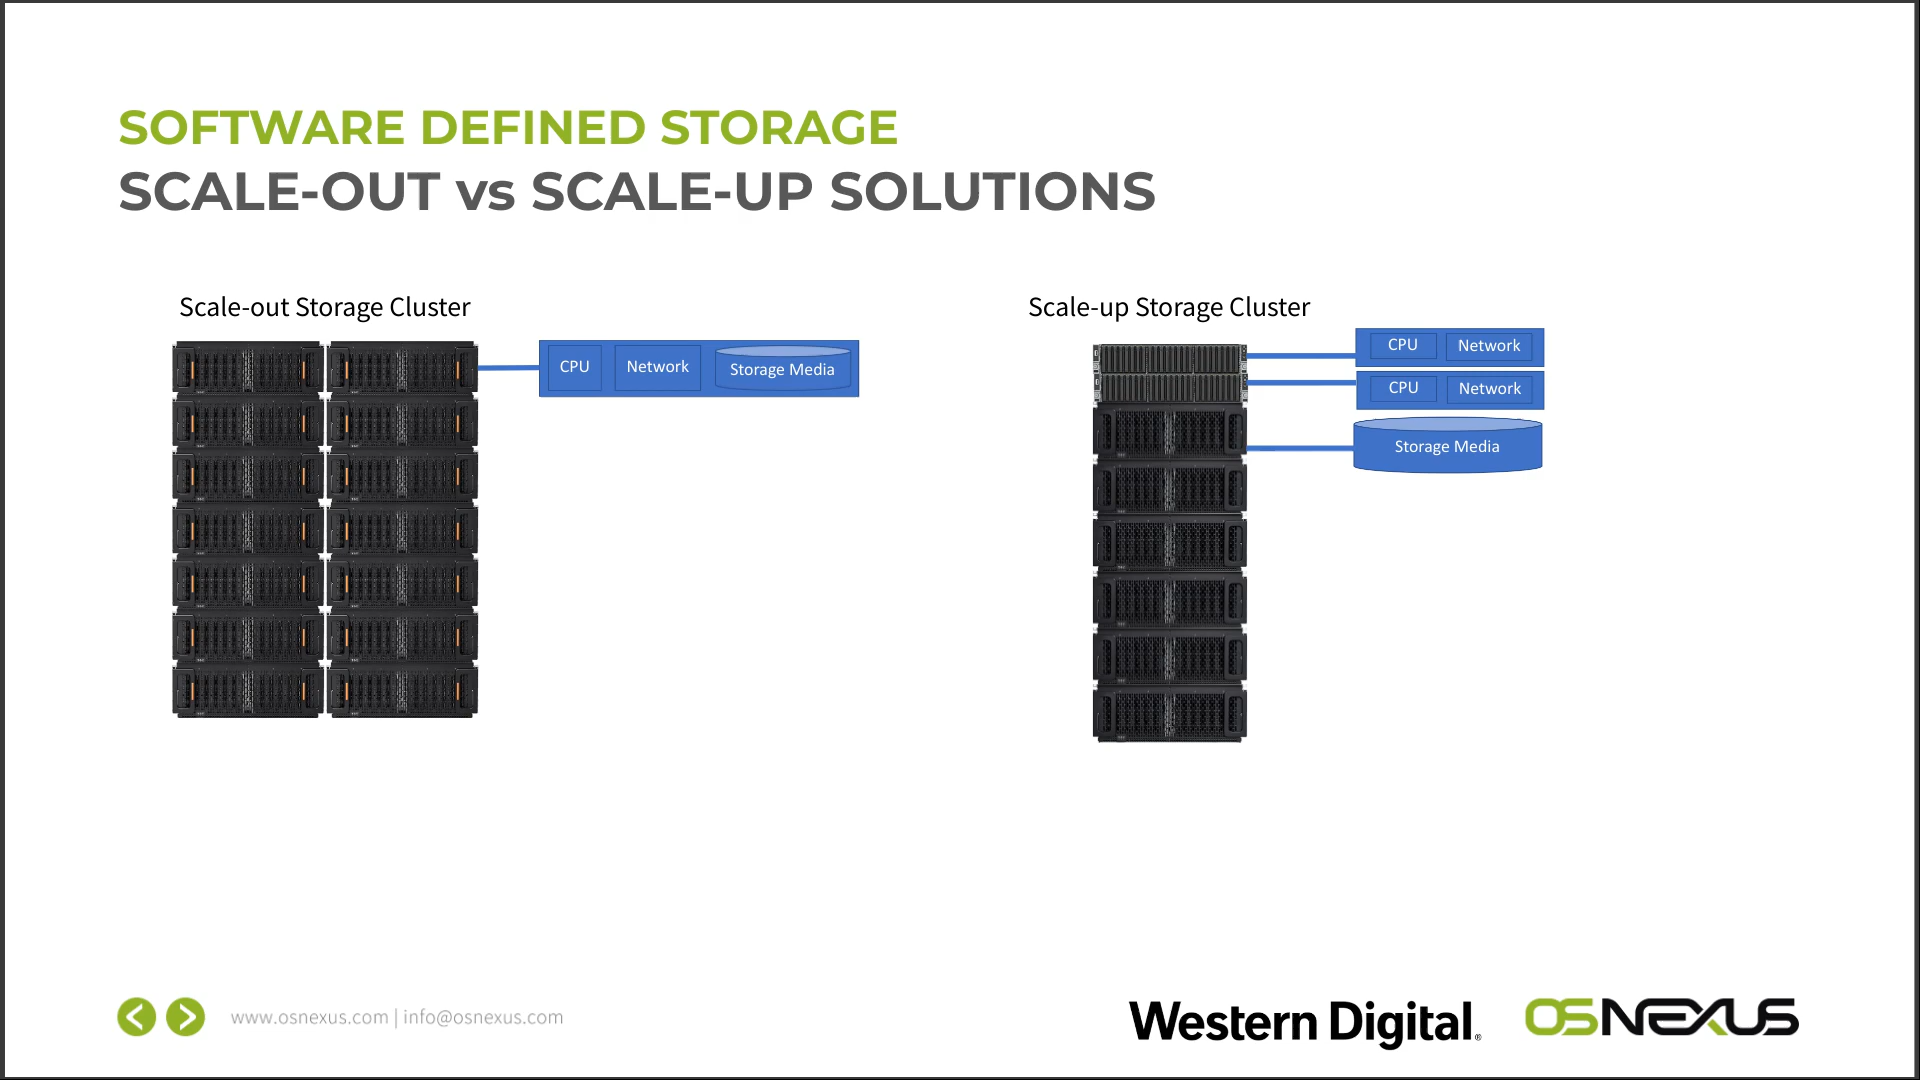 SOFTWARE DEFINED STORAGE
SCALE-OUT vs SCALE-UP SOLUTIONS
Scale-out Storage Cluster
CPU
Network
Storage Media
Scale-up Storage Cluster
CPU
Network
CPU
Network
Storage Media
www.osnexus.com | info@osnexus.com
Western Digital®
OSNEXUS